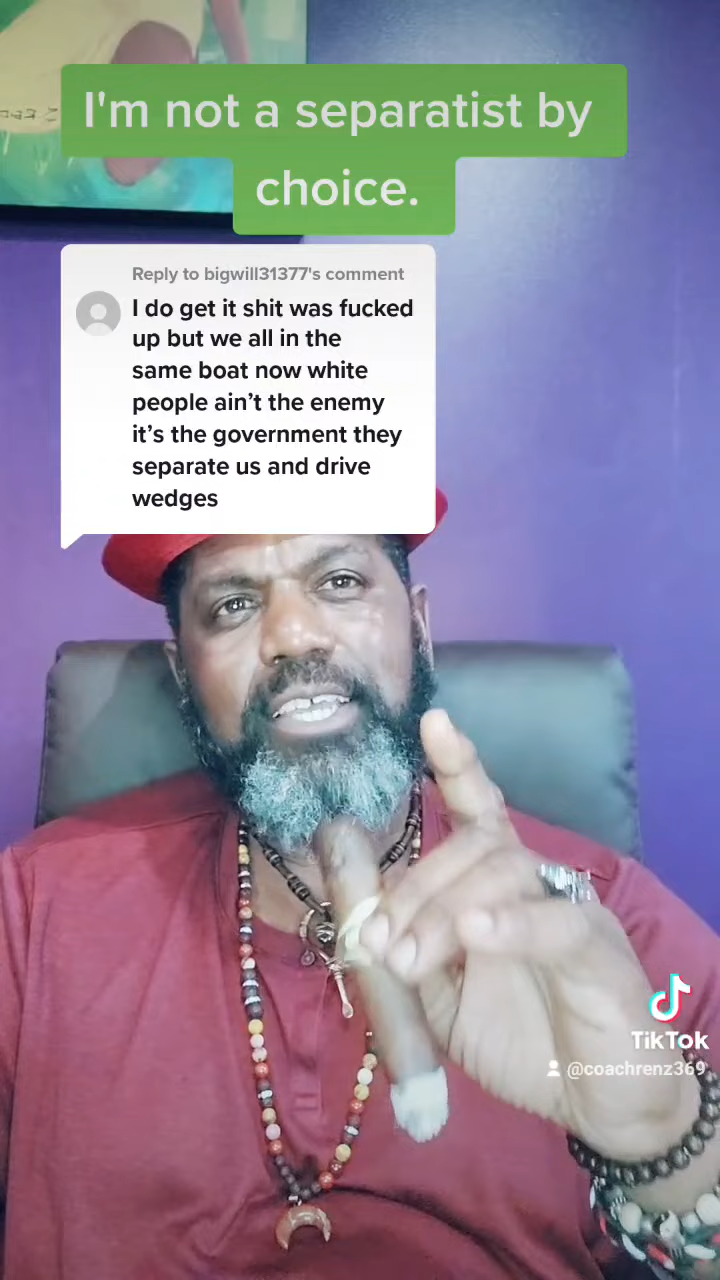 I'm not a separatist by
choice.
Reply to bigwill31377's comment
I do get it shit was fucked
up but we all in the
same boat now white
people ain't the enemy
it's the government they
separate us and drive
wedges
TikTok
@coachrenz369